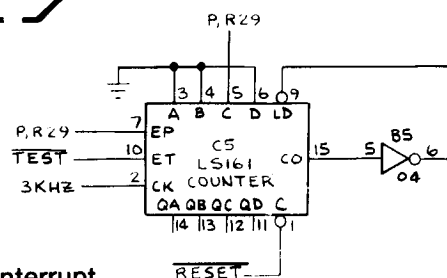 P,R29
3 4 5 6 9
A B C D LD
P,R29 7 EP
C5
TEST 10 ET LS161 CO 15 5 B5 6
3KHZ 2 CK COUNTER 04
QA QB QC QD C
14 13 12 11 1
Interrupt
RESET